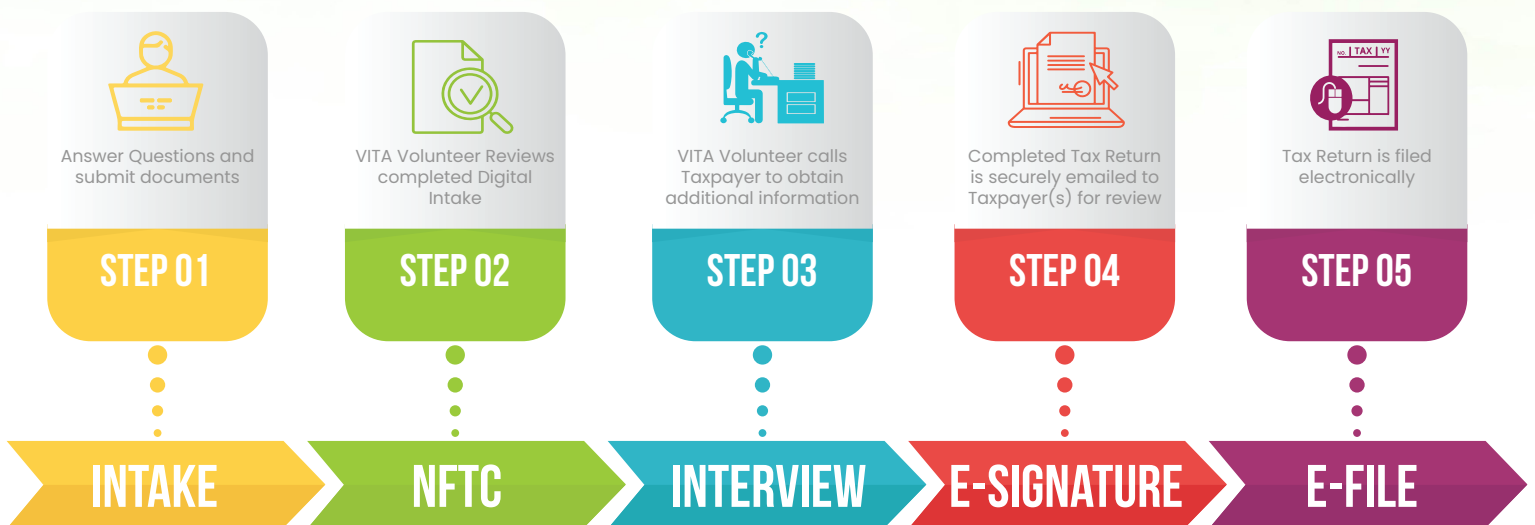 NO. TAX YY
Answer Questions and
submit documents
STEP 01
INTAKE
VITA Volunteer Reviews
completed Digital
Intake
STEP 02
NFTC
?
VITA Volunteer calls
Taxpayer to obtain
additional information
STEP 03
INTERVIEW
Completed Tax Return
is securely emailed to
Taxpayer(s) for review
STEP 04
E-SIGNATURE
Tax Return is filed
electronically
STEP 05
E-FILE